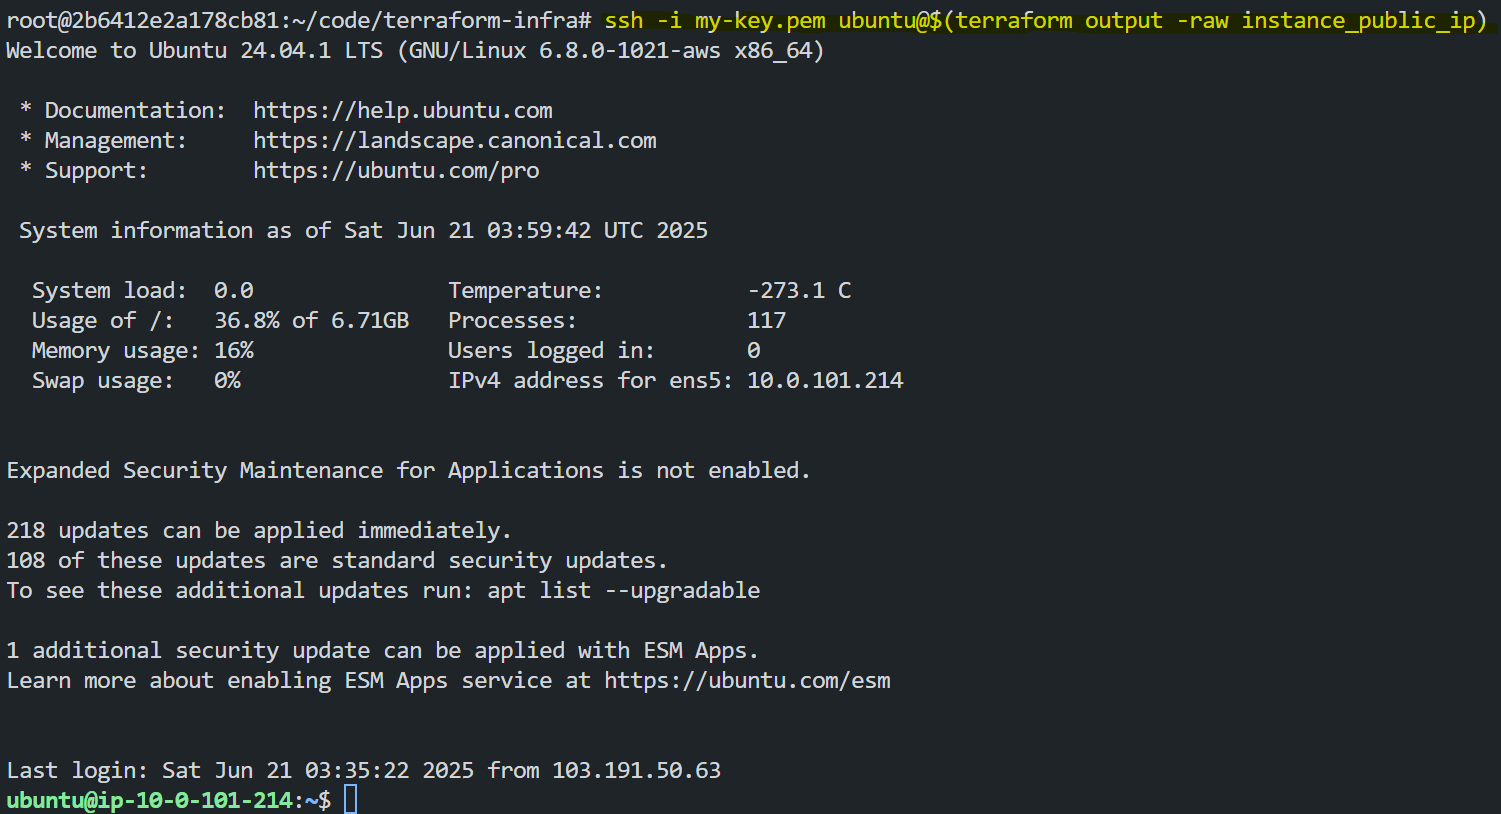 root@2b6412e2a178cb81:~/code/terraform-infra# ssh -i my-key.pem ubuntu@$(terraform output -raw instance_public_ip)
Welcome to Ubuntu 24.04.1 LTS (GNU/Linux 6.8.0-1021-aws x86_64)

 * Documentation:  https://help.ubuntu.com
 * Management:     https://landscape.canonical.com
 * Support:        https://ubuntu.com/pro

 System information as of Sat Jun 21 03:59:42 UTC 2025

  System load:  0.0               Temperature:           -273.1 C
  Usage of /:   36.8% of 6.71GB   Processes:             117
  Memory usage: 16%               Users logged in:       0
  Swap usage:   0%                IPv4 address for ens5: 10.0.101.214


Expanded Security Maintenance for Applications is not enabled.

218 updates can be applied immediately.
108 of these updates are standard security updates.
To see these additional updates run: apt list --upgradable

1 additional security update can be applied with ESM Apps.
Learn more about enabling ESM Apps service at https://ubuntu.com/esm


Last login: Sat Jun 21 03:35:22 2025 from 103.191.50.63
ubuntu@ip-10-0-101-214:~$